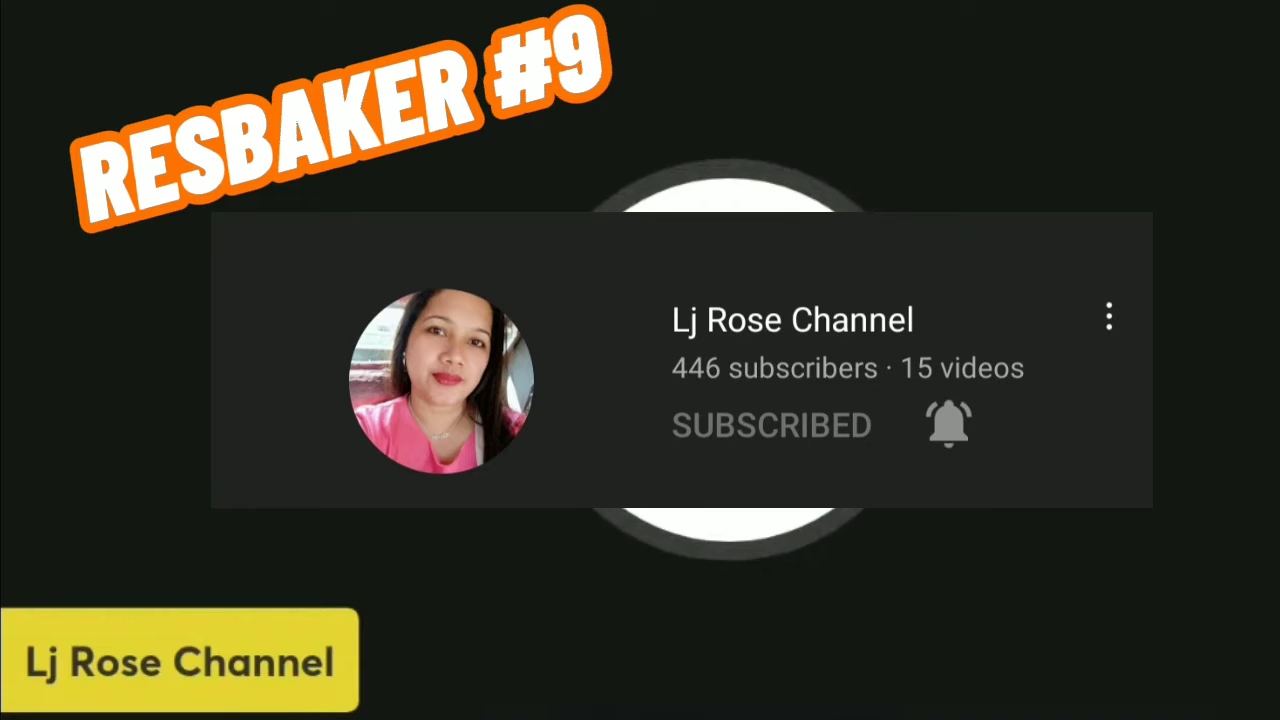 RESBAKER #9
Lj Rose Channel
446 subscribers · 15 videos
SUBSCRIBED
Lj Rose Channel